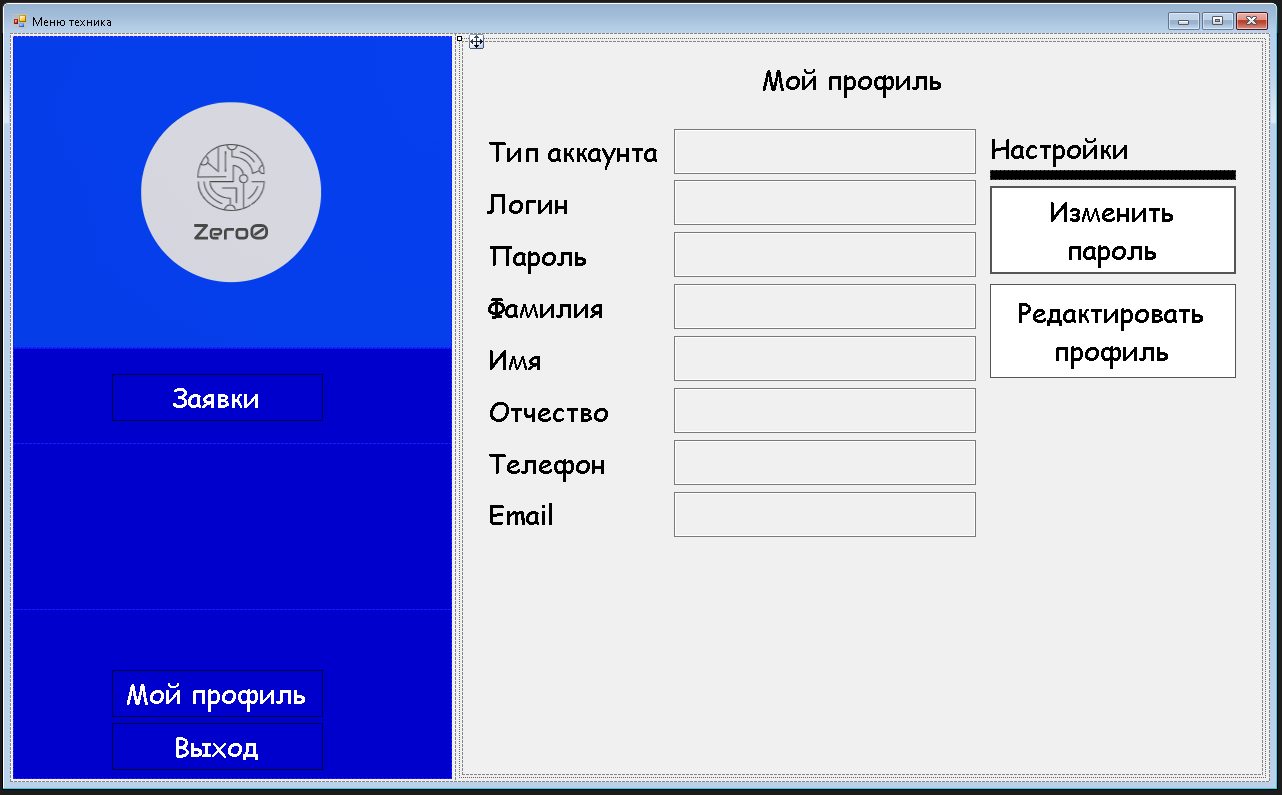 Меню техника
Zero0
Заявки
Мой профиль
Выход
Мой профиль
Тип аккаунта
Логин
Пароль
Фамилия
Имя
Отчество
Телефон
Email
Настройки
Изменить
пароль
Редактировать
профиль